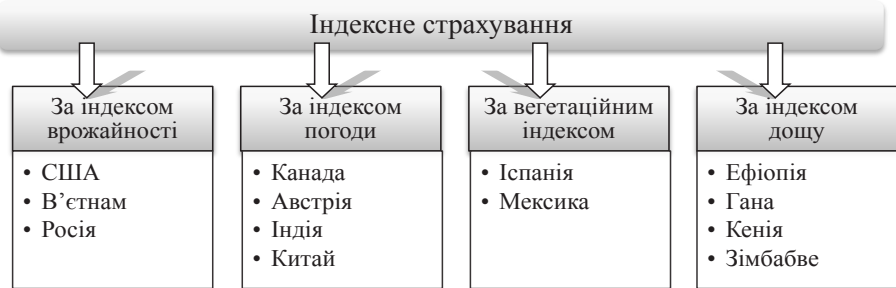 Індексне страхування
За індексом
врожайності
• США
• В’єтнам
• Росія
За індексом
погоди
• Канада
• Австрія
• Індія
• Китай
За вегетаційним
індексом
• Іспанія
• Мексика
За індексом
дощу
• Ефіопія
• Гана
• Кенія
• Зімбабве